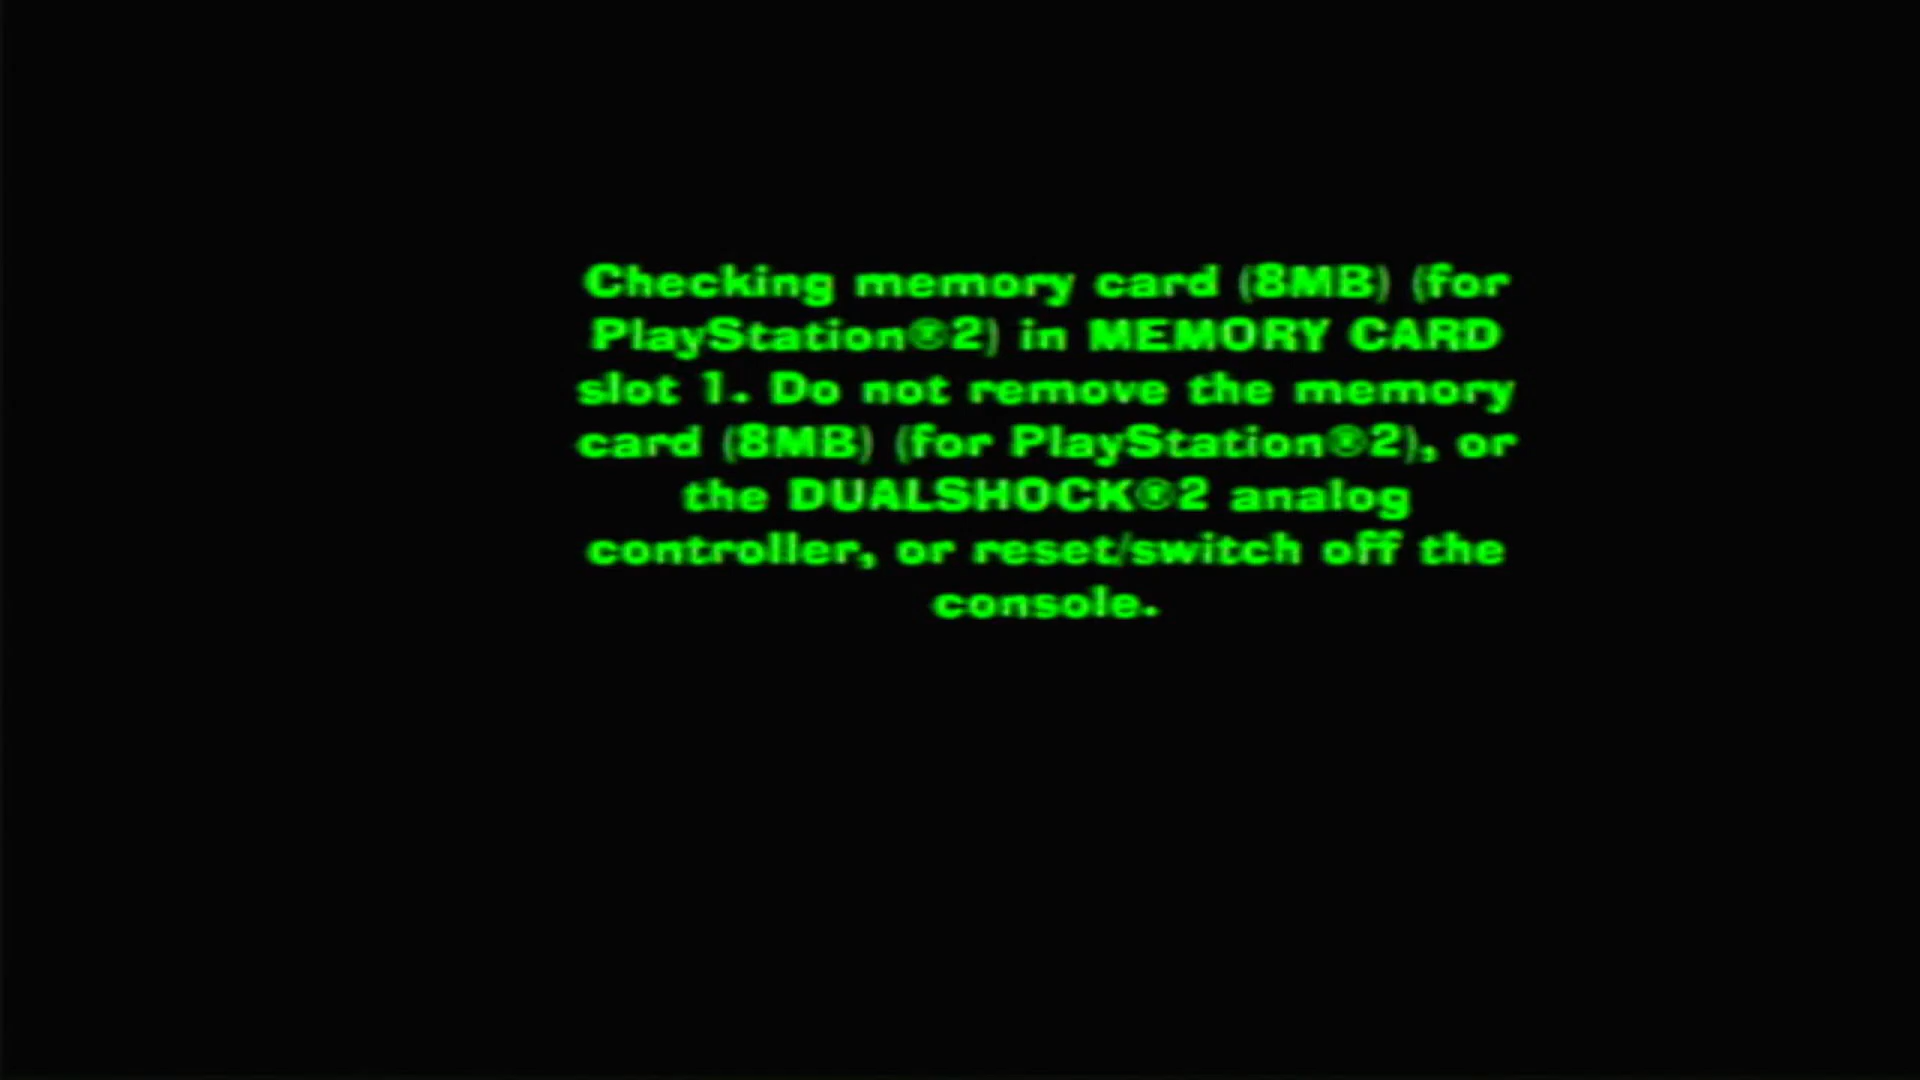 Checking memory card (8MB) (for
PlayStation®2) in MEMORY CARD
slot 1. Do not remove the memory
card (8MB) (for PlayStation®2), or
the DUALSHOCK®2 analog
controller, or reset/switch off the
console.